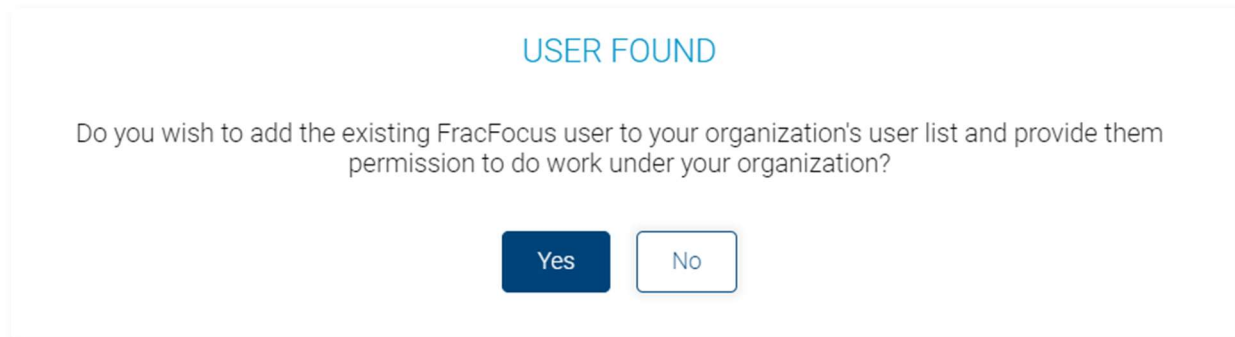 USER FOUND
Do you wish to add the existing FracFocus user to your organization's user list and provide them
permission to do work under your organization?
Yes
No